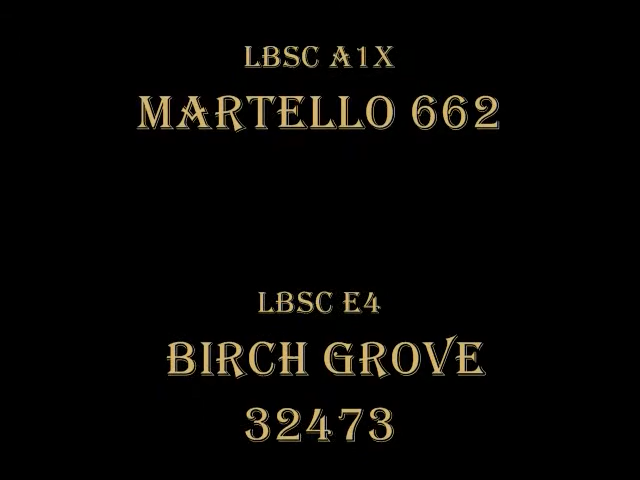 LBSC A1X
MARTELLO 662
LBSC E4
BIRCH GROVE
32473